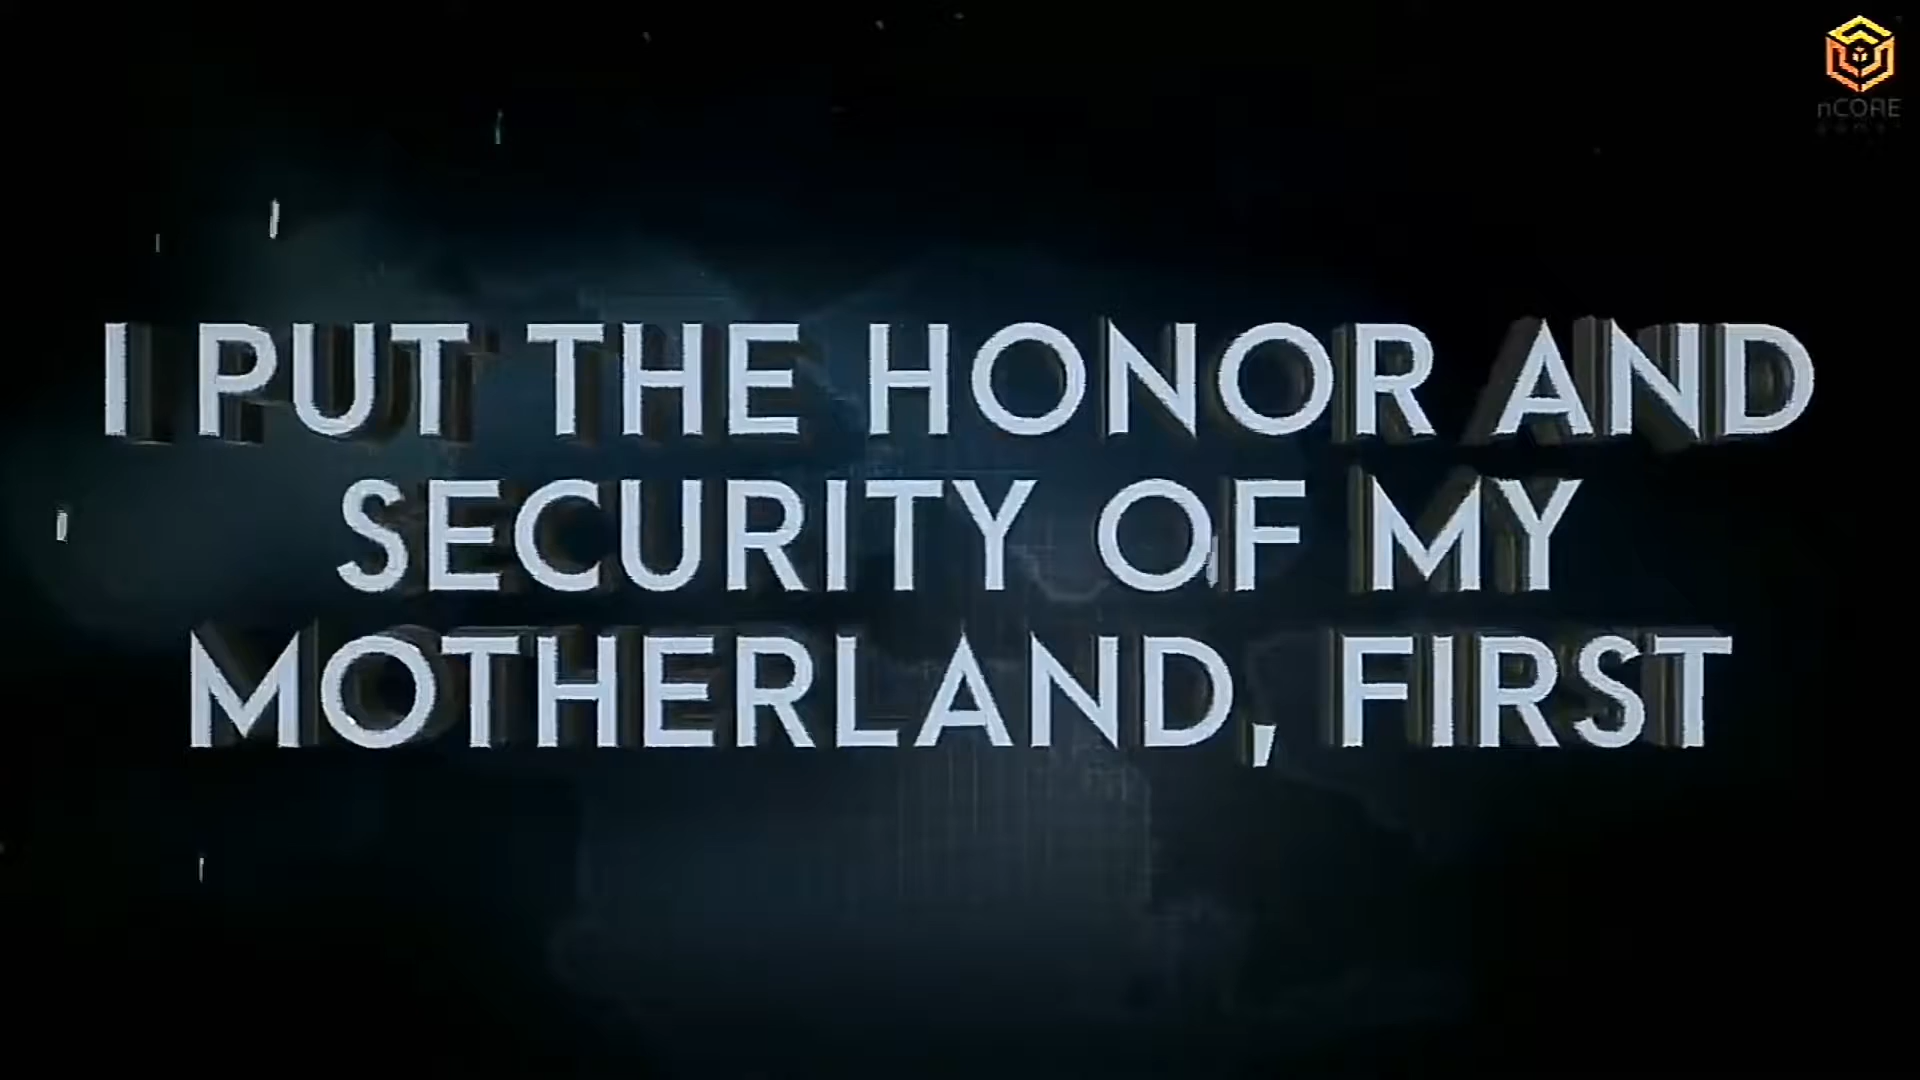 nCORE
I PUT THE HONOR AND
SECURITY OF MY
MOTHERLAND, FIRST